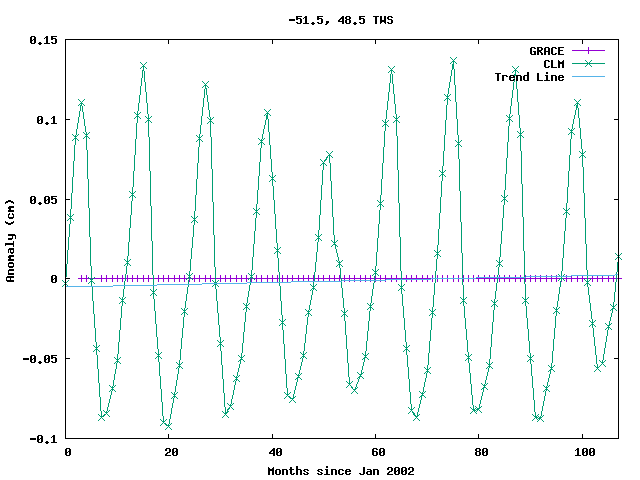 -51.5, 48.5 TWS
0.15
GRACE
CLM
Trend Line
0.1
0.05
Anomaly (cm)
0
-0.05
-0.1
0 20 40 60 80 100
Months since Jan 2002